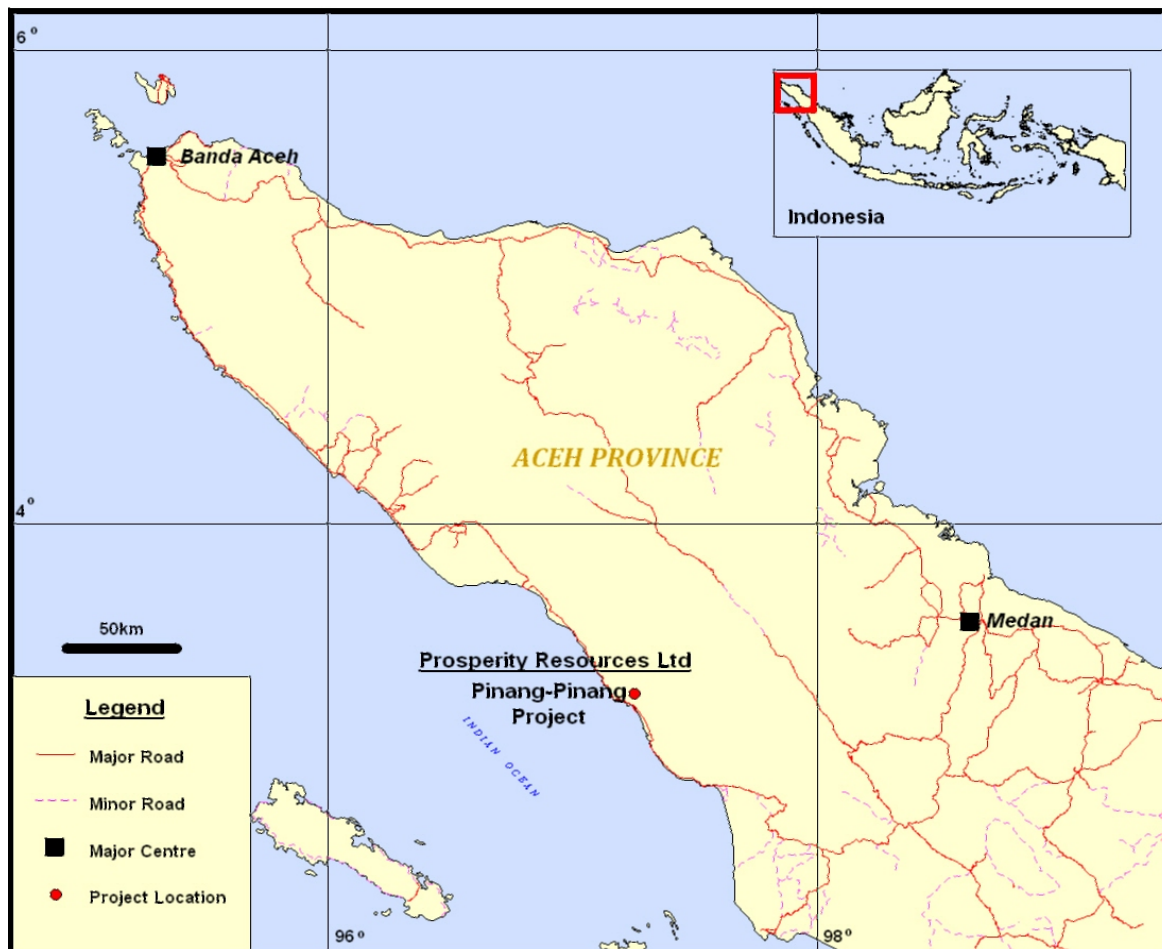 6°
Banda Aceh
Indonesia
ACEH PROVINCE
4°
Medan
50km
Prosperity Resources Ltd
Pinang-Pinang
Project
INDIAN OCEAN
Legend
Major Road
Minor Road
Major Centre
Project Location
96
98